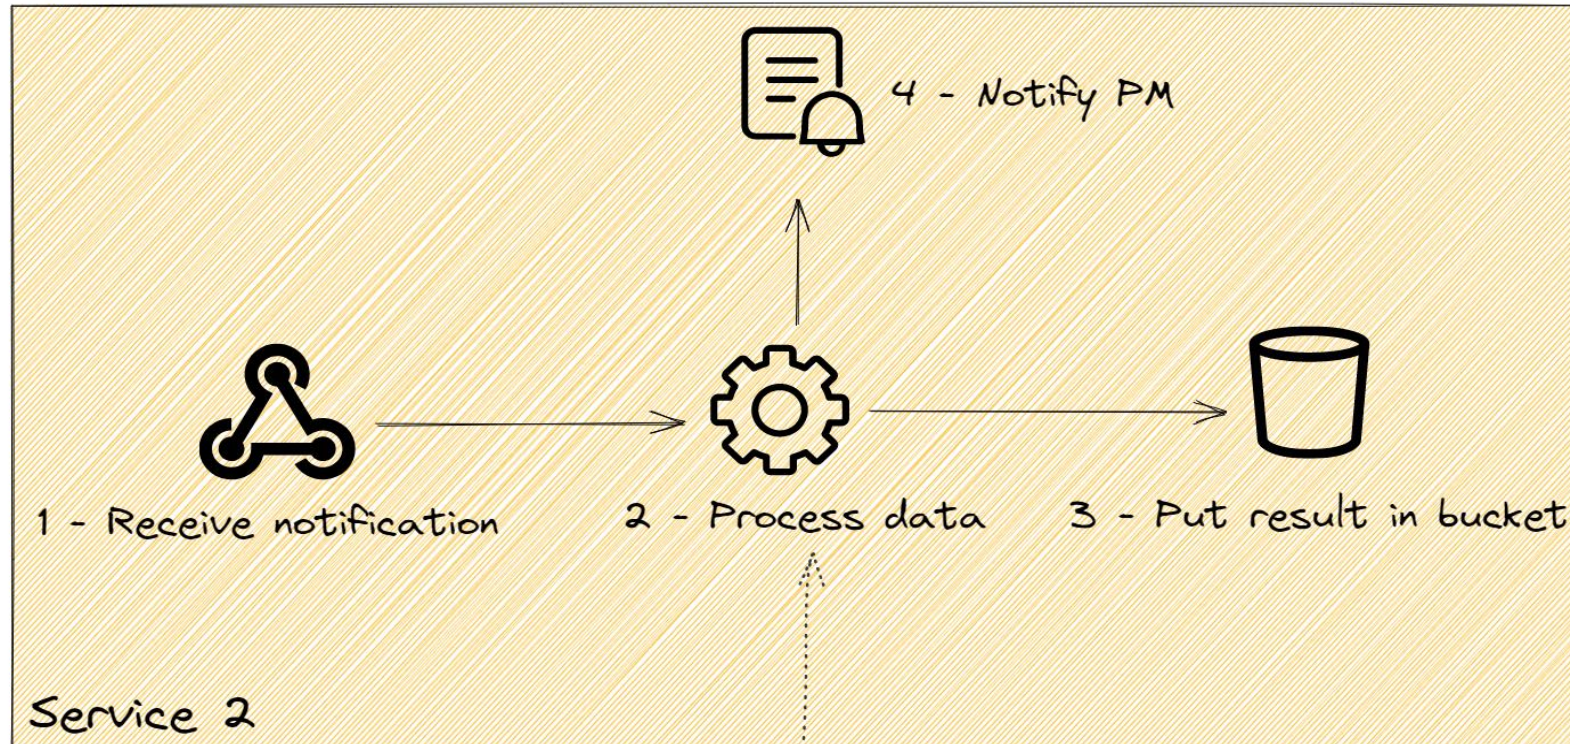 4 - Notify PM
1 - Receive notification
2 - Process data
3 - Put result in bucket
Service 2